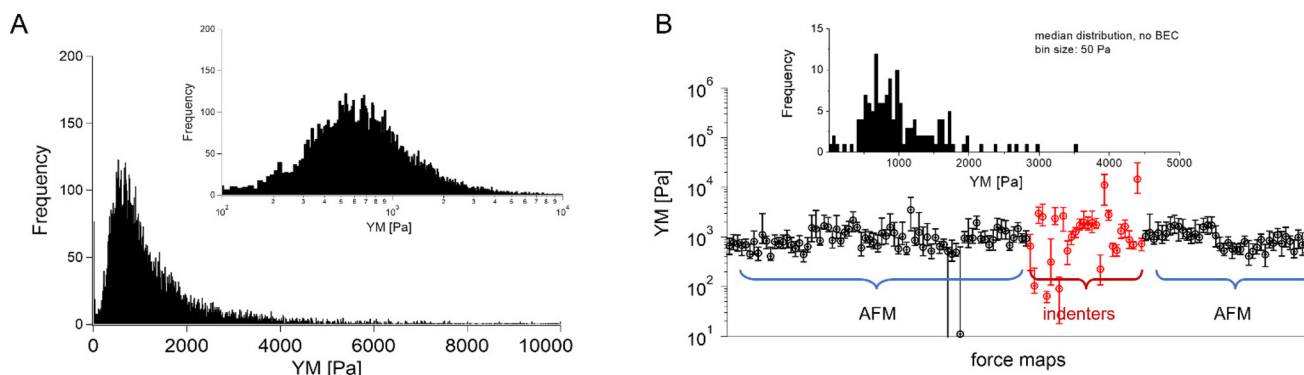 A
200
150
100
50
0
Frequency
0 2000 4000 6000 8000 10000
YM [Pa]
200
150
100
50
0
Frequency
10² 2 3 4 5 6 7 8 9 10³ 2 3 4 5 6 7 8 9 10⁴
YM [Pa]
B
median distribution, no BEC
bin size: 50 Pa
15
10
5
0
Frequency
1000 2000 3000 4000 5000
YM [Pa]
10⁶
10⁵
10⁴
10³
10²
10¹
YM [Pa]
AFM indenters AFM
force maps